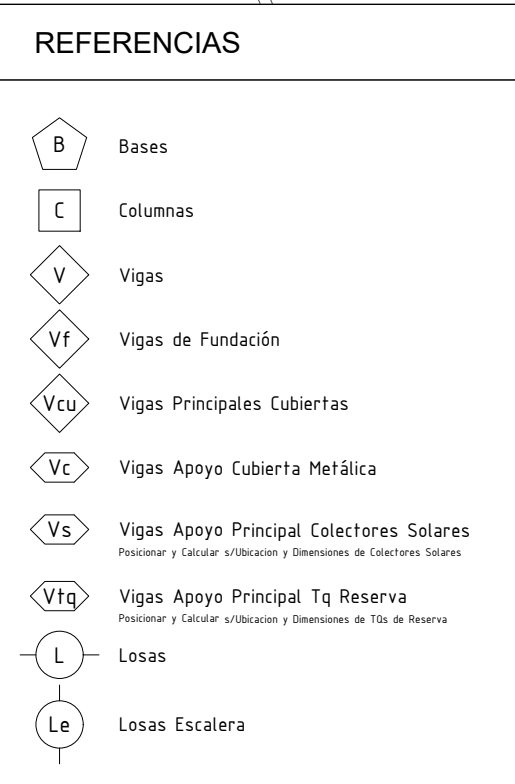 REFERENCIAS
B Bases
C Columnas
V Vigas
Vf Vigas de Fundación
Vcu Vigas Principales Cubiertas
Vc Vigas Apoyo Cubierta Metálica
Vs Vigas Apoyo Principal Colectores Solares
Posicionar y Calcular s/Ubicacion y Dimensiones de Colectores Solares
Vtq Vigas Apoyo Principal Tq Reserva
Posicionar y Calcular s/Ubicacion y Dimensiones de TQs de Reserva
L Losas
Le Losas Escalera